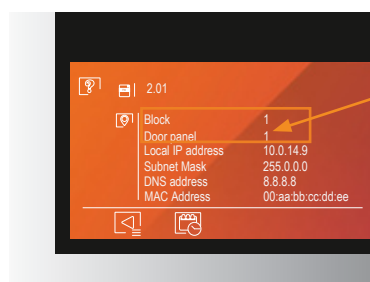 2.01
Block 1
Door panel 1
Local IP address 10.0.14.9
Subnet Mask 255.0.0.0
DNS address 8.8.8.8
MAC Address 00:aa:bb:cc:dd:ee